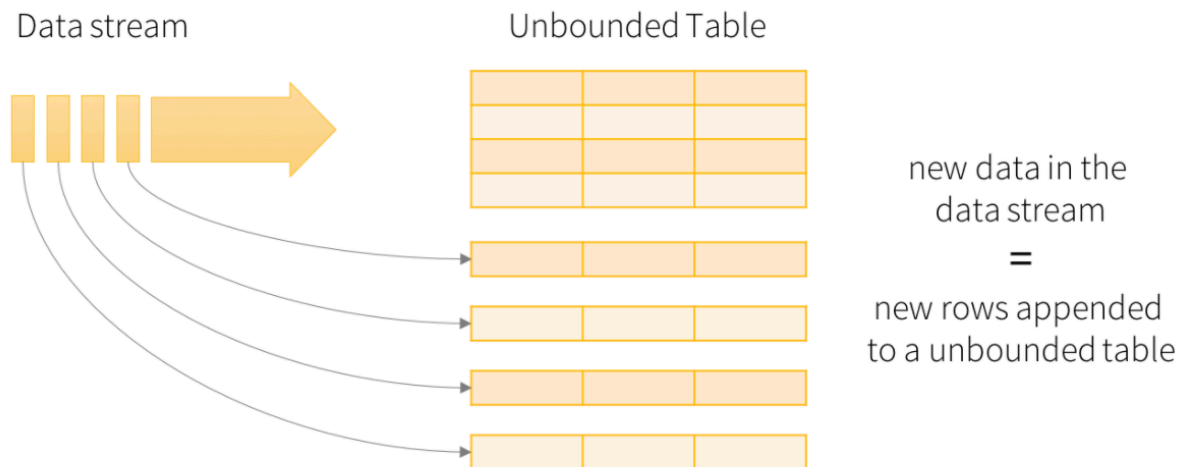 Data stream
Unbounded Table
new data in the
data stream
=
new rows appended
to a unbounded table